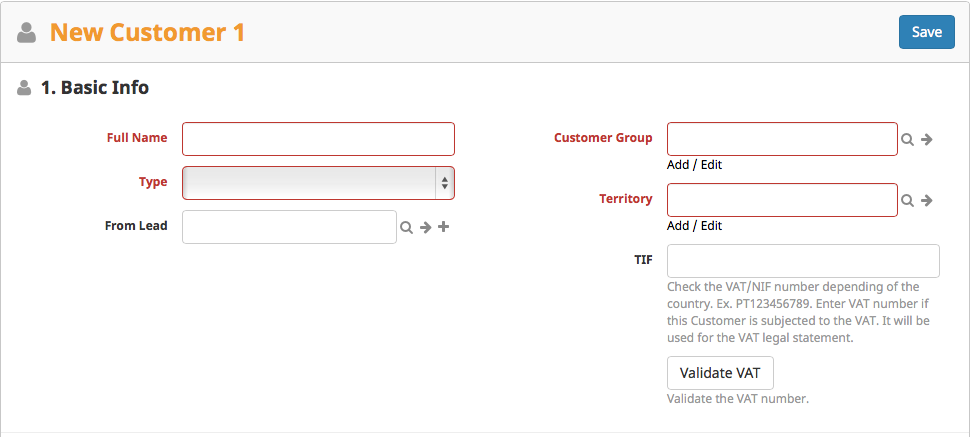 New Customer 1
Save
1. Basic Info
Full Name
Type
From Lead
Customer Group
Add / Edit
Territory
Add / Edit
TIF
Check the VAT/NIF number depending of the
country. Ex. PT123456789. Enter VAT number if
this Customer is subjected to the VAT. It will be
used for the VAT legal statement.
Validate VAT
Validate the VAT number.